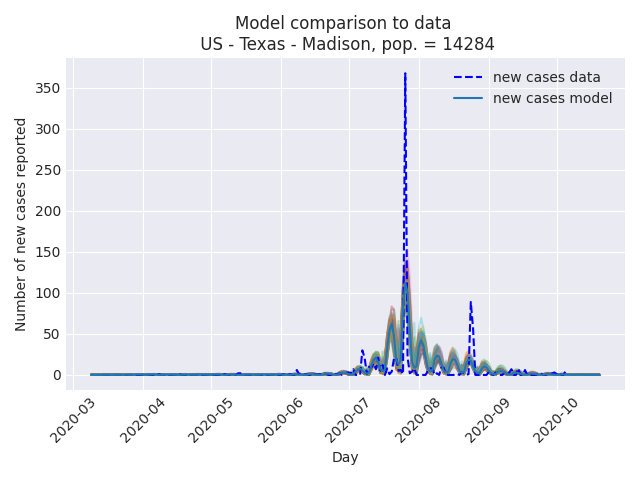 Model comparison to data
US - Texas - Madison, pop. = 14284
new cases data
new cases model
Number of new cases reported
350
300
250
200
150
100
50
0
2020-03
2020-04
2020-05
2020-06
2020-07
2020-08
2020-09
2020-10
Day